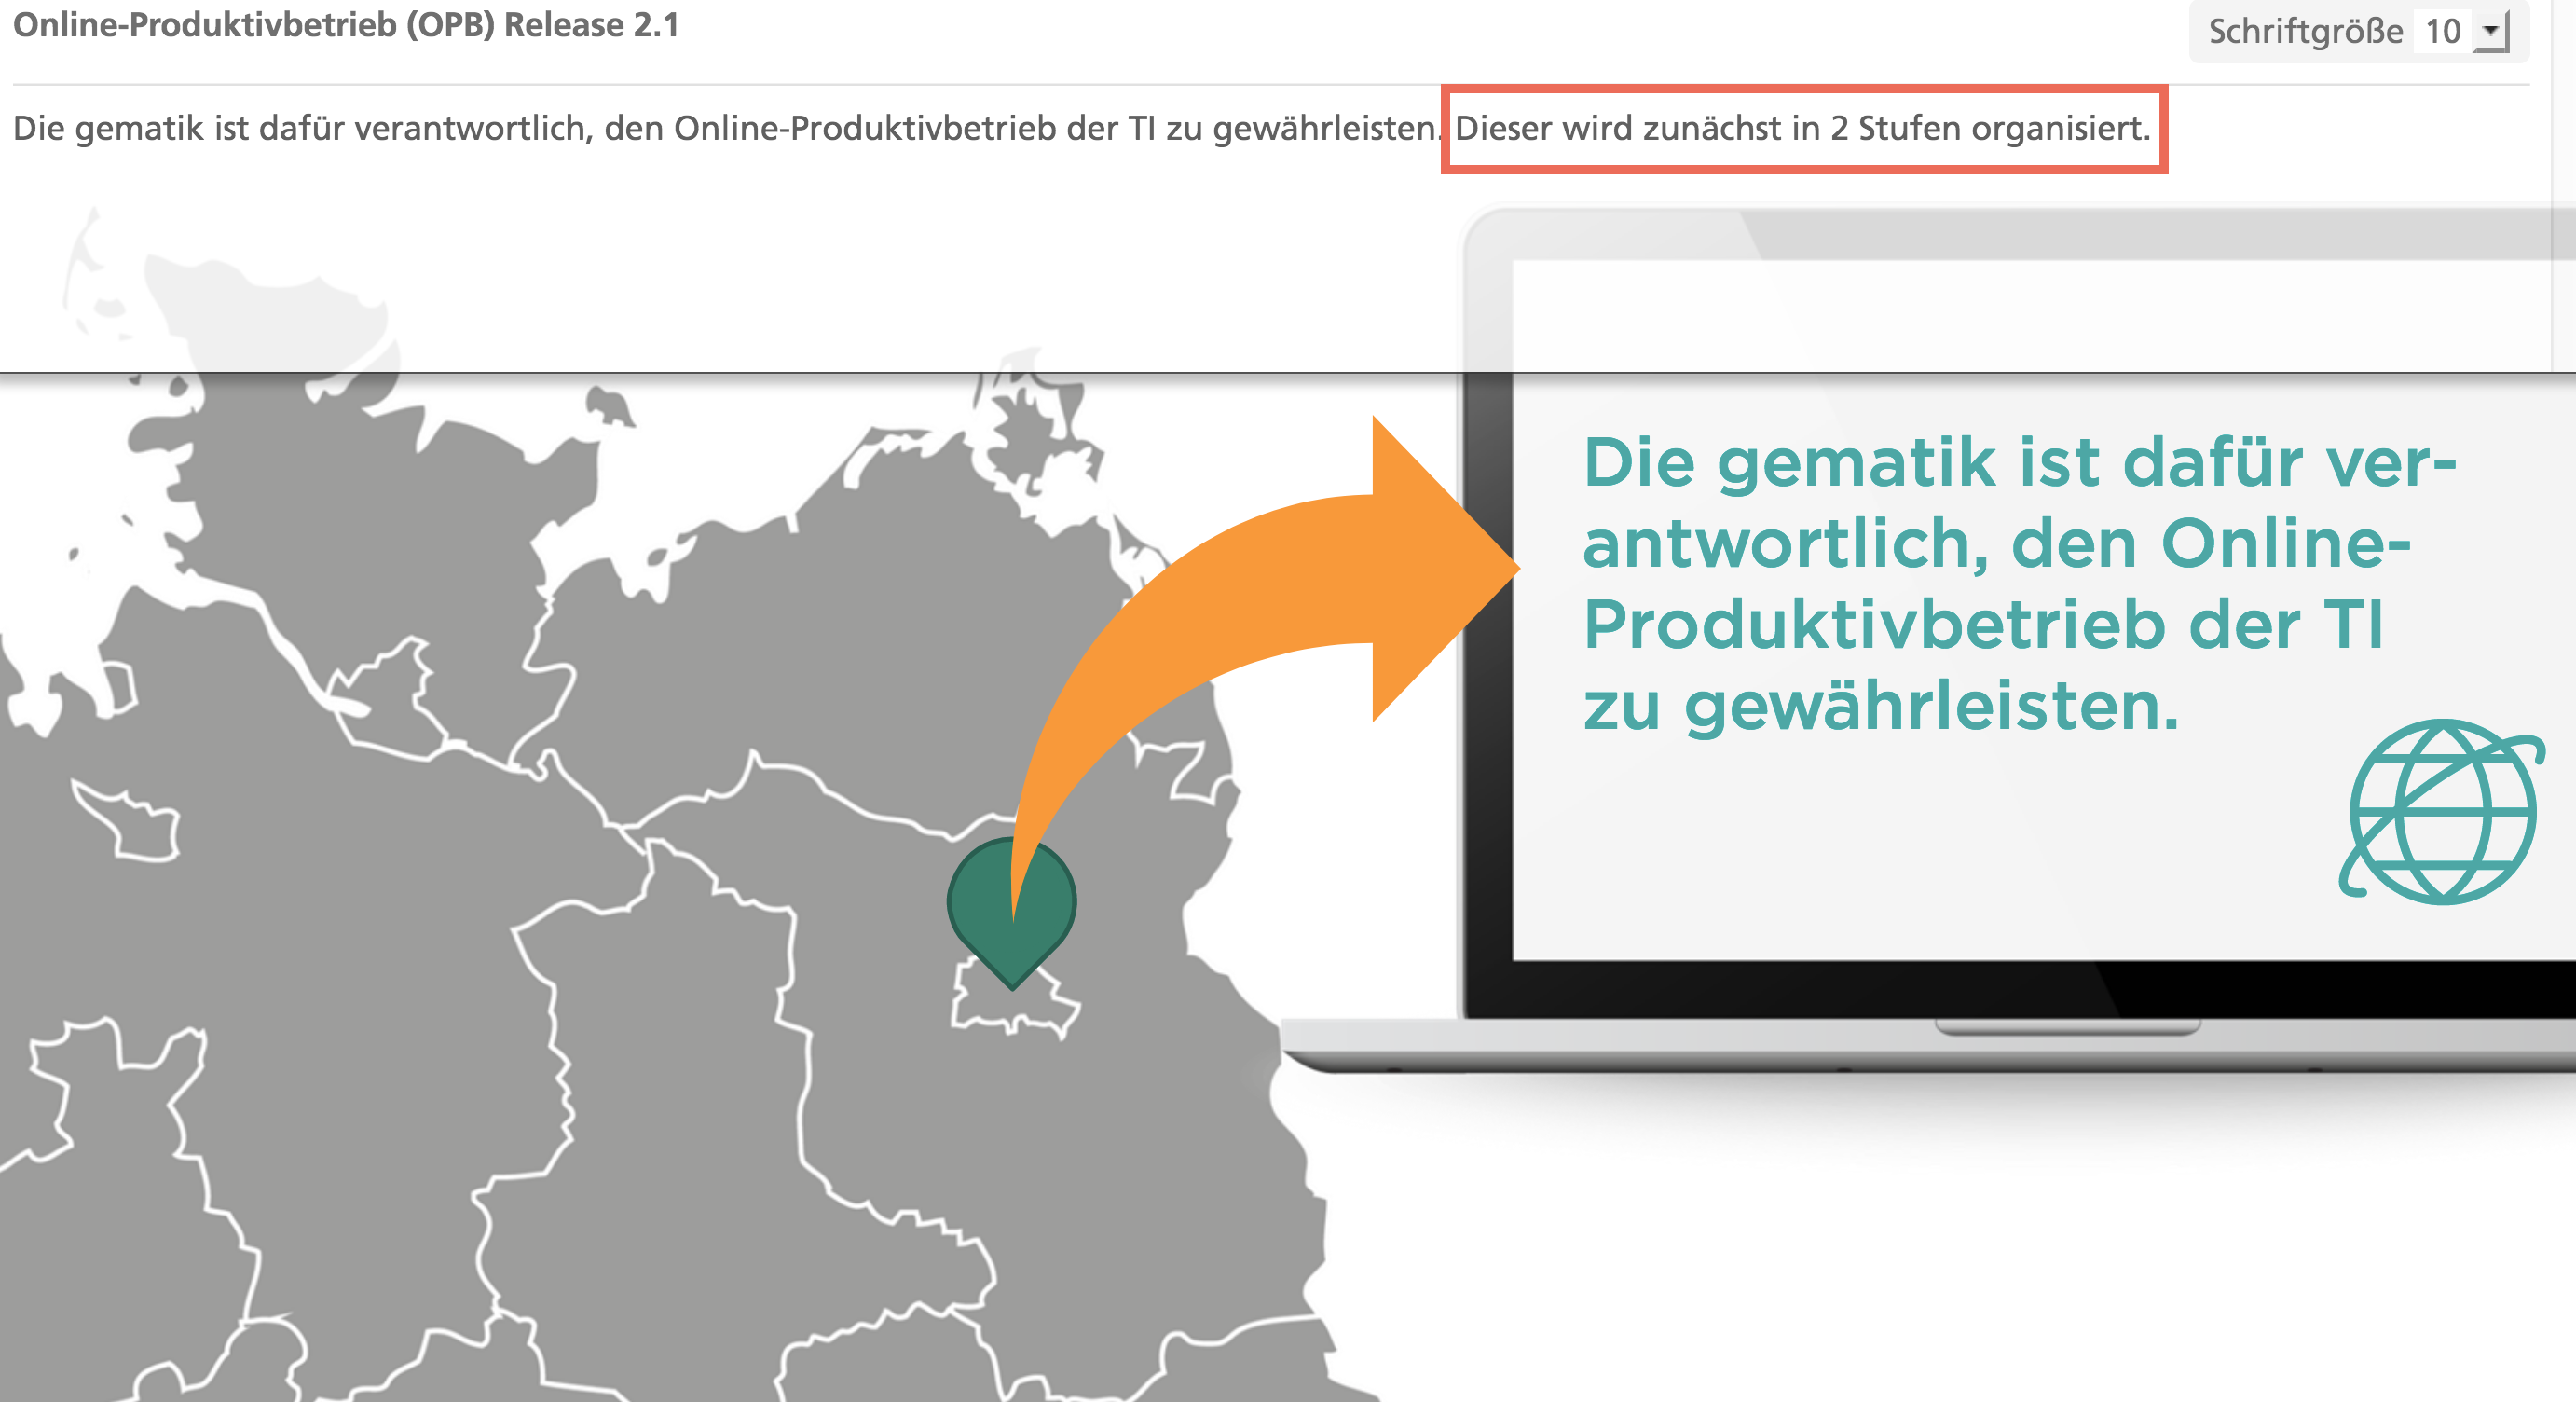 Online-Produktivbetrieb (OPB) Release 2.1
Schriftgröße 10
Die gematik ist dafür verantwortlich, den Online-Produktivbetrieb der TI zu gewährleisten. Dieser wird zunächst in 2 Stufen organisiert.
Die gematik ist dafür ver-
antwortlich, den Online-
Produktivbetrieb der TI
zu gewährleisten.